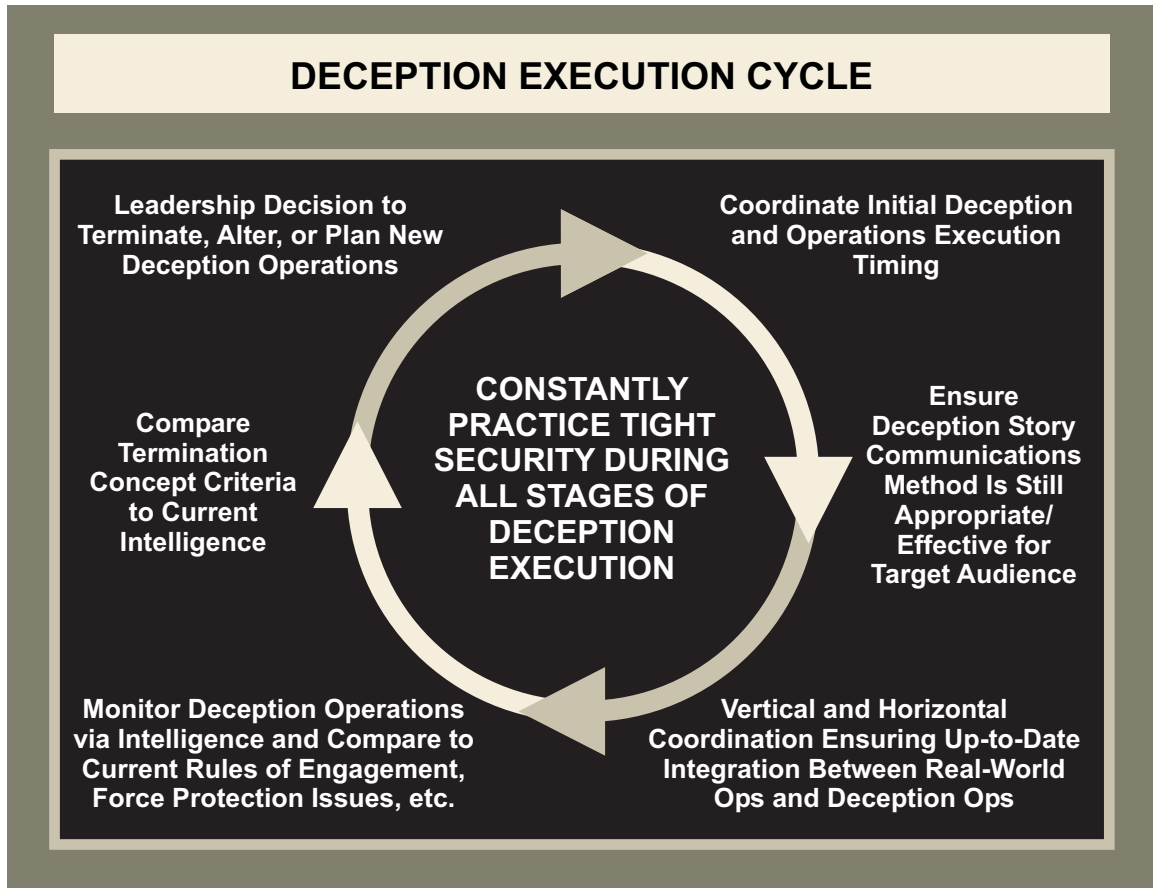 DECEPTION EXECUTION CYCLE
Leadership Decision to
Terminate, Alter, or Plan New
Deception Operations
Coordinate Initial Deception
and Operations Execution
Timing
Ensure
Deception Story
Communications
Method Is Still
Appropriate/
Effective for
Target Audience
Vertical and Horizontal
Coordination Ensuring Up-to-Date
Integration Between Real-World
Ops and Deception Ops
Monitor Deception Operations
via Intelligence and Compare to
Current Rules of Engagement,
Force Protection Issues, etc.
Compare
Termination
Concept Criteria
to Current
Intelligence
CONSTANTLY
PRACTICE TIGHT
SECURITY DURING
ALL STAGES OF
DECEPTION
EXECUTION